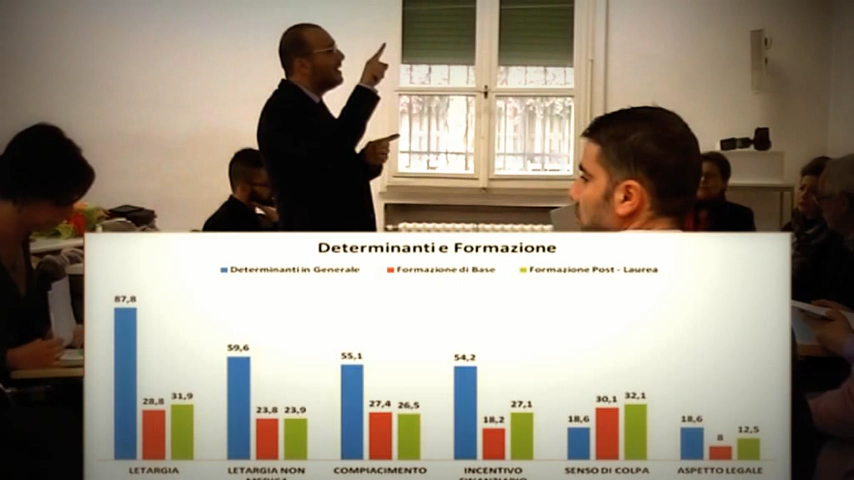 Determinanti e Formazione
Determinanti in Generale Formazione di Base Formazione Post - Laurea
87,8 28,8 31,9
59,6 23,8 23,9
55,1 27,4 26,5
54,2 18,2 27,1
18,6 30,1 32,1
18,6 8 12,5
LETARGIA
LETARGIA NON
COMPIACIMENTO
INCENTIVO
SENSO DI COLPA
ASPETTO LEGALE